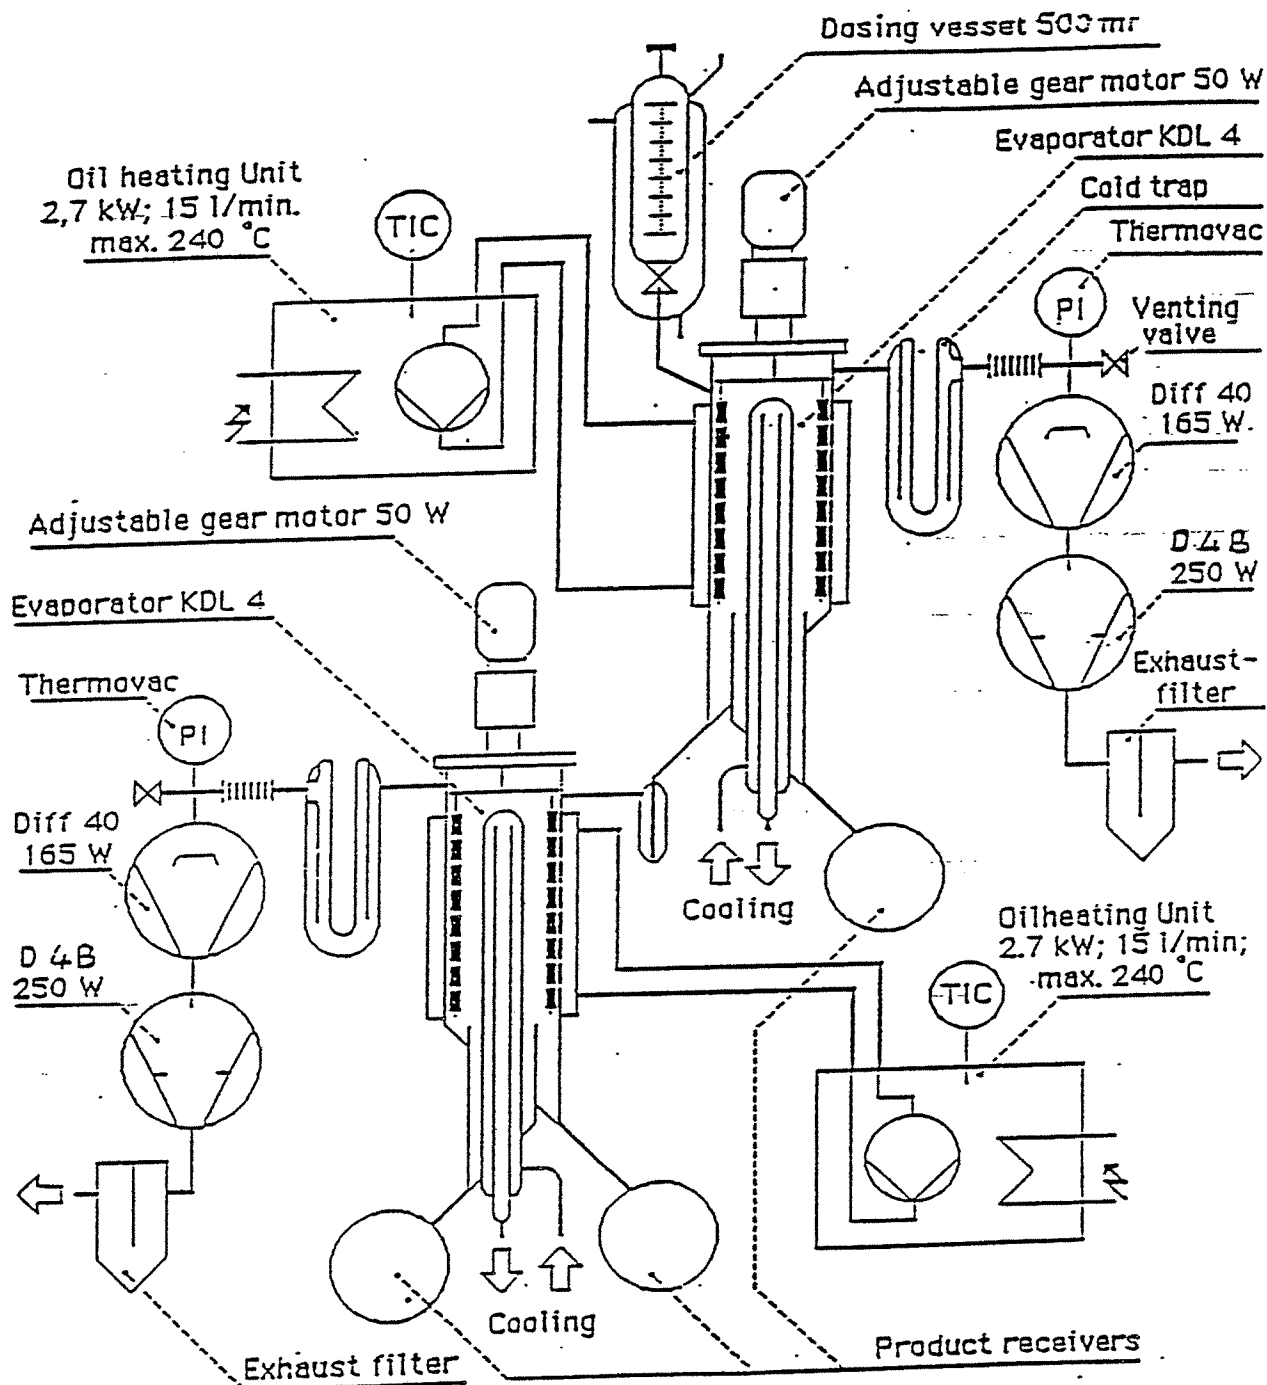 Dosing vesset 500 mr
Adjustable gear motor 50 W
Evaporator KDL 4
Cold trap
Thermovac
PI
Venting
valve
Diff 40
165 W.
D 4 B
250 W
Exhaust-
filter
Oil heating Unit
2,7 kW; 15 l/min.
max. 240 °C
TIC
Adjustable gear motor 50 W
Evaporator KDL 4
Thermovac
PI
Diff 40
165 W
D 4B
250 W
Cooling
Oilheating Unit
2.7 kW; 15 l/min;
max. 240 °C
TIC
Cooling
Product receivers
Exhaust filter